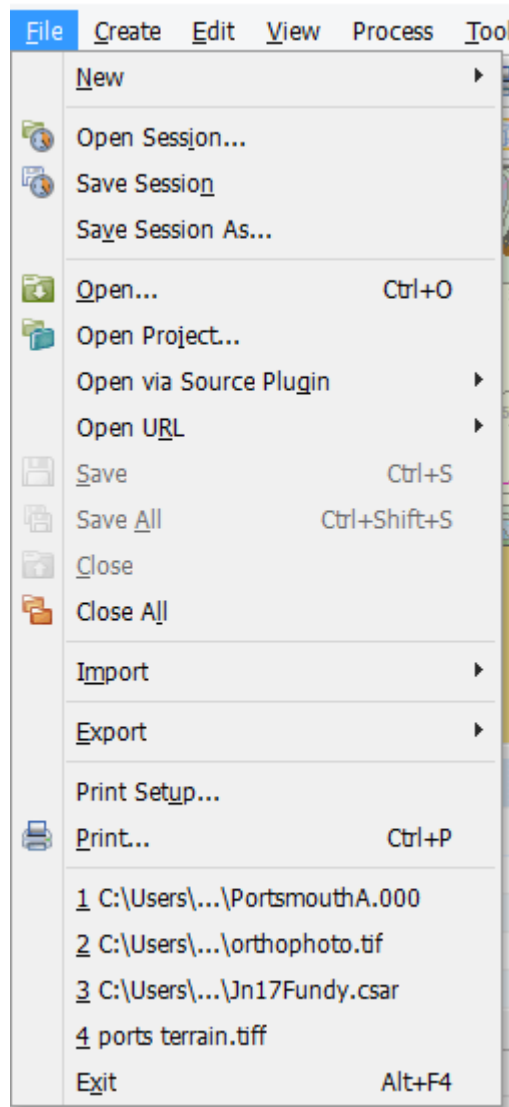 File Create Edit View Process Tool
New
Open Session...
Save Session
Save Session As...
Open... Ctrl+O
Open Project...
Open via Source Plugin
Open URL
Save Ctrl+S
Save All Ctrl+Shift+S
Close
Close All
Import
Export
Print Setup...
Print... Ctrl+P
1 C:\Users\...\PortsmouthA.000
2 C:\Users\...\orthophoto.tif
3 C:\Users\...\Jn17Fundy.csar
4 ports terrain.tiff
Exit Alt+F4